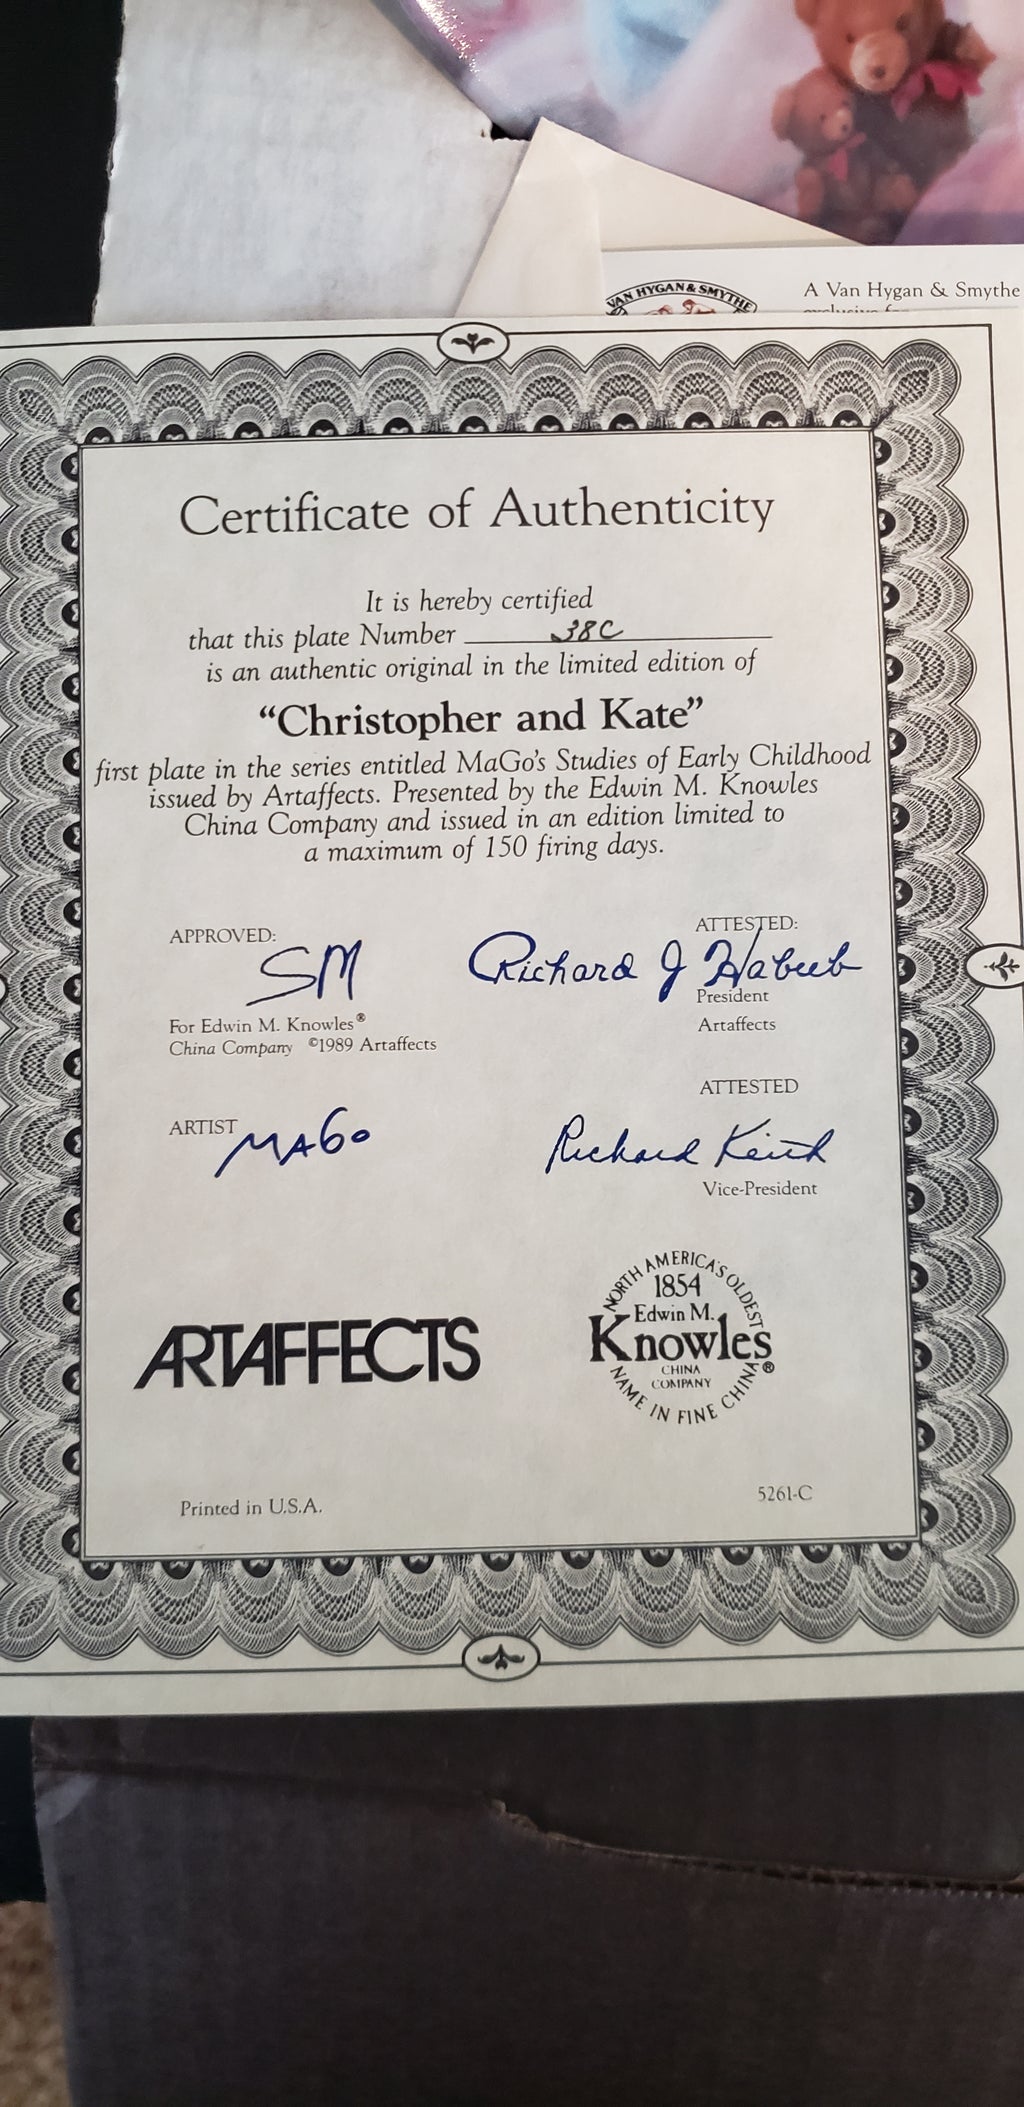 VAN HYGAN & SMYTHE
A Van Hygan & Smythe
Certificate of Authenticity
It is hereby certified
that this plate Number 38C
is an authentic original in the limited edition of
“Christopher and Kate”
first plate in the series entitled MaGo's Studies of Early Childhood
issued by Artaffects. Presented by the Edwin M. Knowles
China Company and issued in an edition limited to
a maximum of 150 firing days.
APPROVED:
SM
For Edwin M. Knowles®
China Company ©1989 Artaffects
ATTESTED:
Richard J Habeeb
President
Artaffects
ARTIST
MAGo
ATTESTED
Richard Keith
Vice-President
ARTAFFECTS
NORTH AMERICA'S OLDEST
1854
Edwin M.
Knowles®
CHINA
COMPANY
NAME IN FINE CHINA
Printed in U.S.A.
5261-C